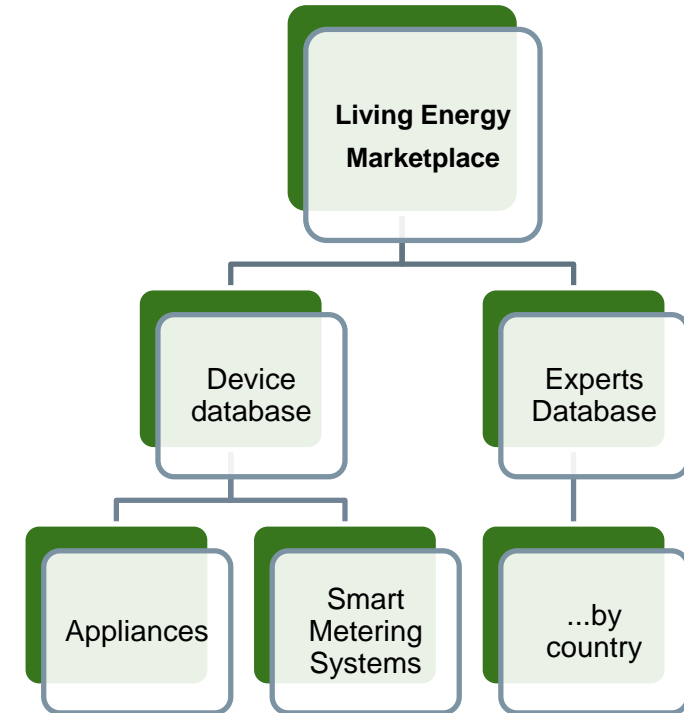 Living Energy
Marketplace
Device
database
Experts
Database
Appliances
Smart
Metering
Systems
...by
country